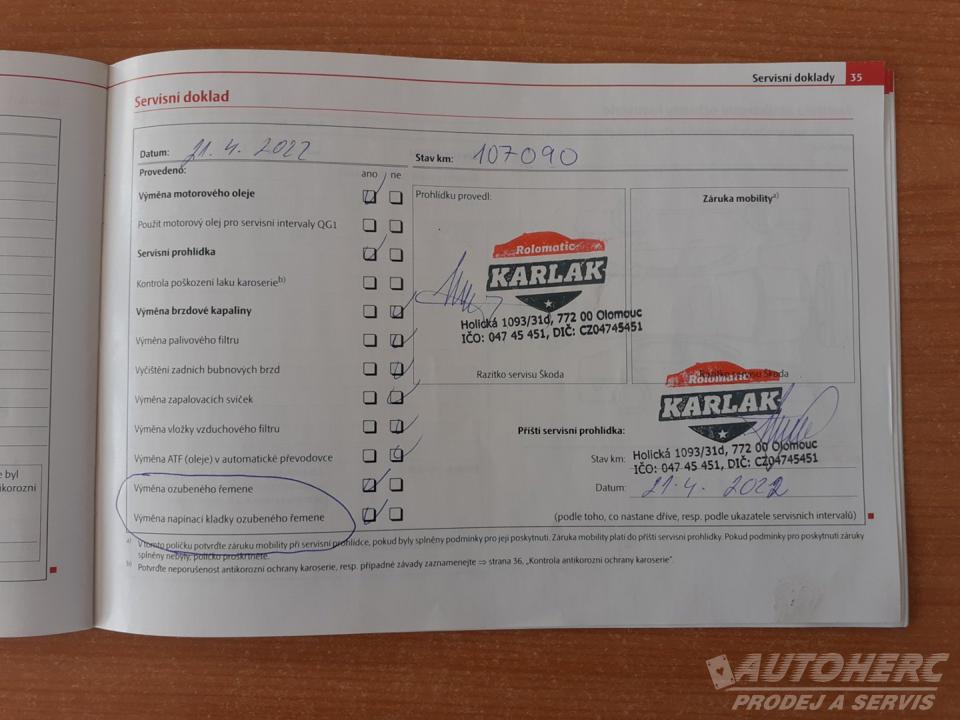 Servisní doklady 35
Servisní doklad
Datum: 21. 4. 2022
Stav km: 107090
Provedeno: ano ne
Výměna motorového oleje
Použit motorový olej pro servisní intervaly QG1
Servisní prohlídka
Kontrola poškození laku karoserie b)
Výměna brzdové kapaliny
Výměna palivového filtru
Vyčištění zadních bubnových brzd
Výměna zapalovacích svíček
Výměna vložky vzduchového filtru
Výměna ATF (oleje) v automatické převodovce
Výměna ozubeného řemene
Výměna napínací kladky ozubeného řemene
Prohlídku provedl:
Rolomatic
KARLAK
Holická 1093/31d, 772 00 Olomouc
IČO: 047 45 451, DIČ: CZ04745451
Razítko servisu Škoda
Záruka mobility a)
Razítko servisu Škoda
Rolomatic
KARLAK
Příští servisní prohlídka:
Holická 1093/31d, 772 00 Olomouc
Stav km:
IČO: 047 45 451, DIČ: CZ04745451
Datum: 21. 4. 2022
(podle toho, co nastane dříve, resp. podle ukazatele servisních intervalů)
a) V tomto políčku potvrďte záruku mobility při servisní prohlídce, pokud byly splněny podmínky pro její poskytnutí. Záruka mobility platí do příští servisní prohlídky. Pokud podmínky pro poskytnutí záruky
splněny nebyly, políčko proškrtněte.
b) Potvrďte neporušenost antikorozní ochrany karoserie, resp. případné závady zaznamenejte ⇒ strana 36, „Kontrola antikorozní ochrany karoserie“.
e byl
ikorozní
AUTOHERC
PRODEJ A SERVIS